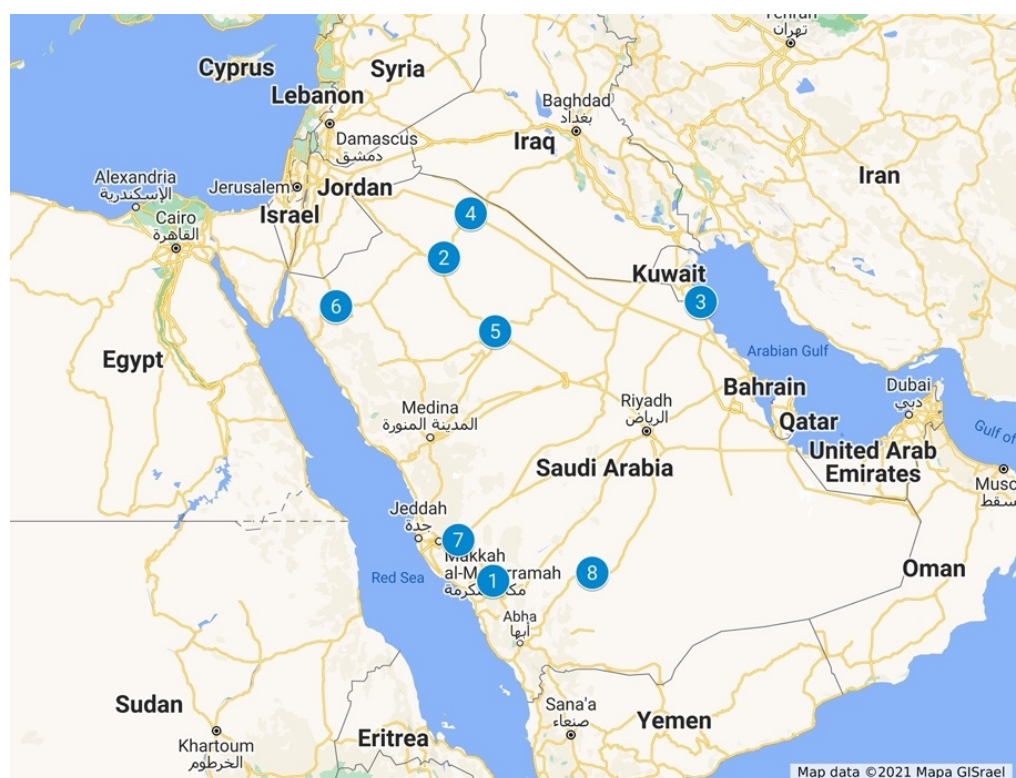 Tehran
تهران
Cyprus
Syria
Lebanon
Baghdad
بغداد
Damascus
دمشق
Iraq
Iran
Alexandria
الإسكندرية
Jerusalem
Jordan
Israel
Cairo
القاهرة
4
2
Kuwait
3
6
5
Egypt
Arabian Gulf
Bahrain
Dubai
دبي
Medina
المدينة المنورة
Riyadh
الرياض
Qatar
Gulf of
United Arab
Emirates
Saudi Arabia
Musc
مسقط
Jeddah
جدة
7
Makkah
Red Sea
1
8
Oman
Abha
أبها
Sudan
Sana'a
صنعاء
Yemen
Khartoum
الخرطوم
Eritrea
Map data ©2021 Mapa GISrael